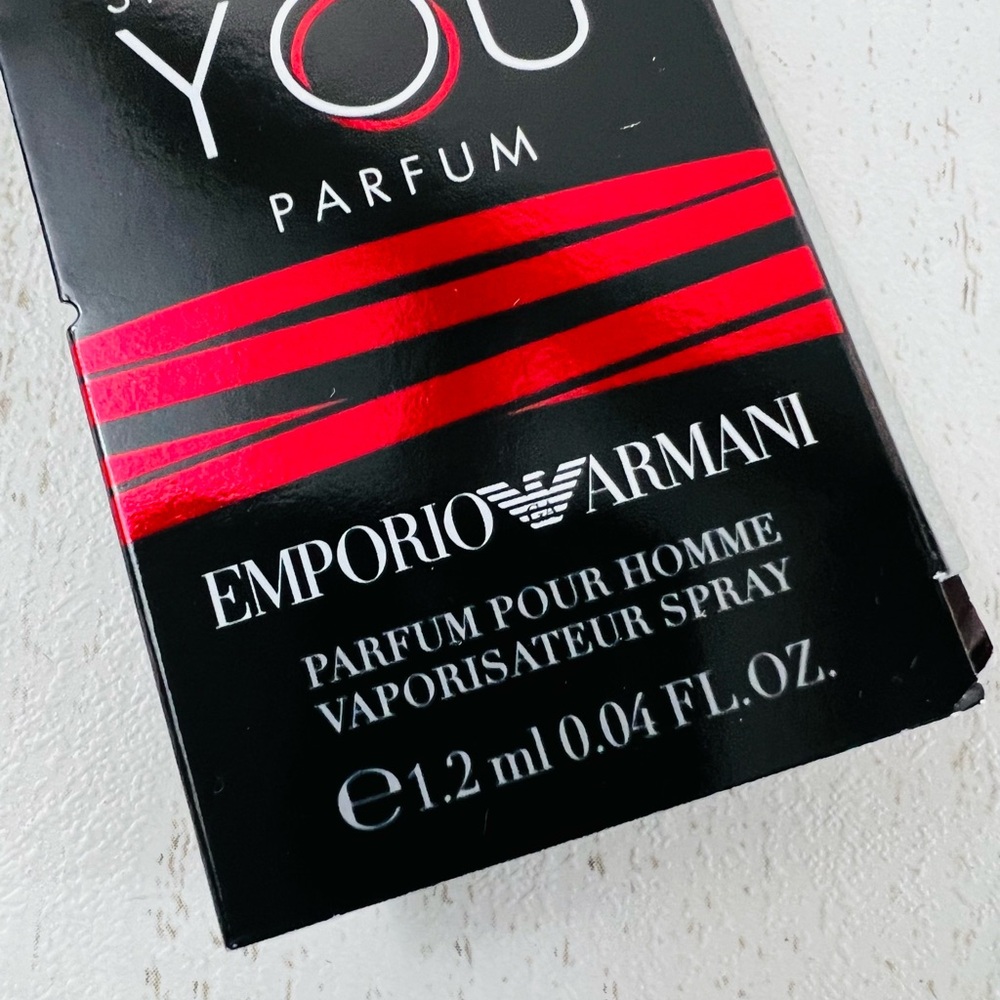 YOU
PARFUM
EMPORIO ARMANI
PARFUM POUR HOMME
VAPORISATEUR SPRAY
℮1.2 ml 0.04 FL.OZ.